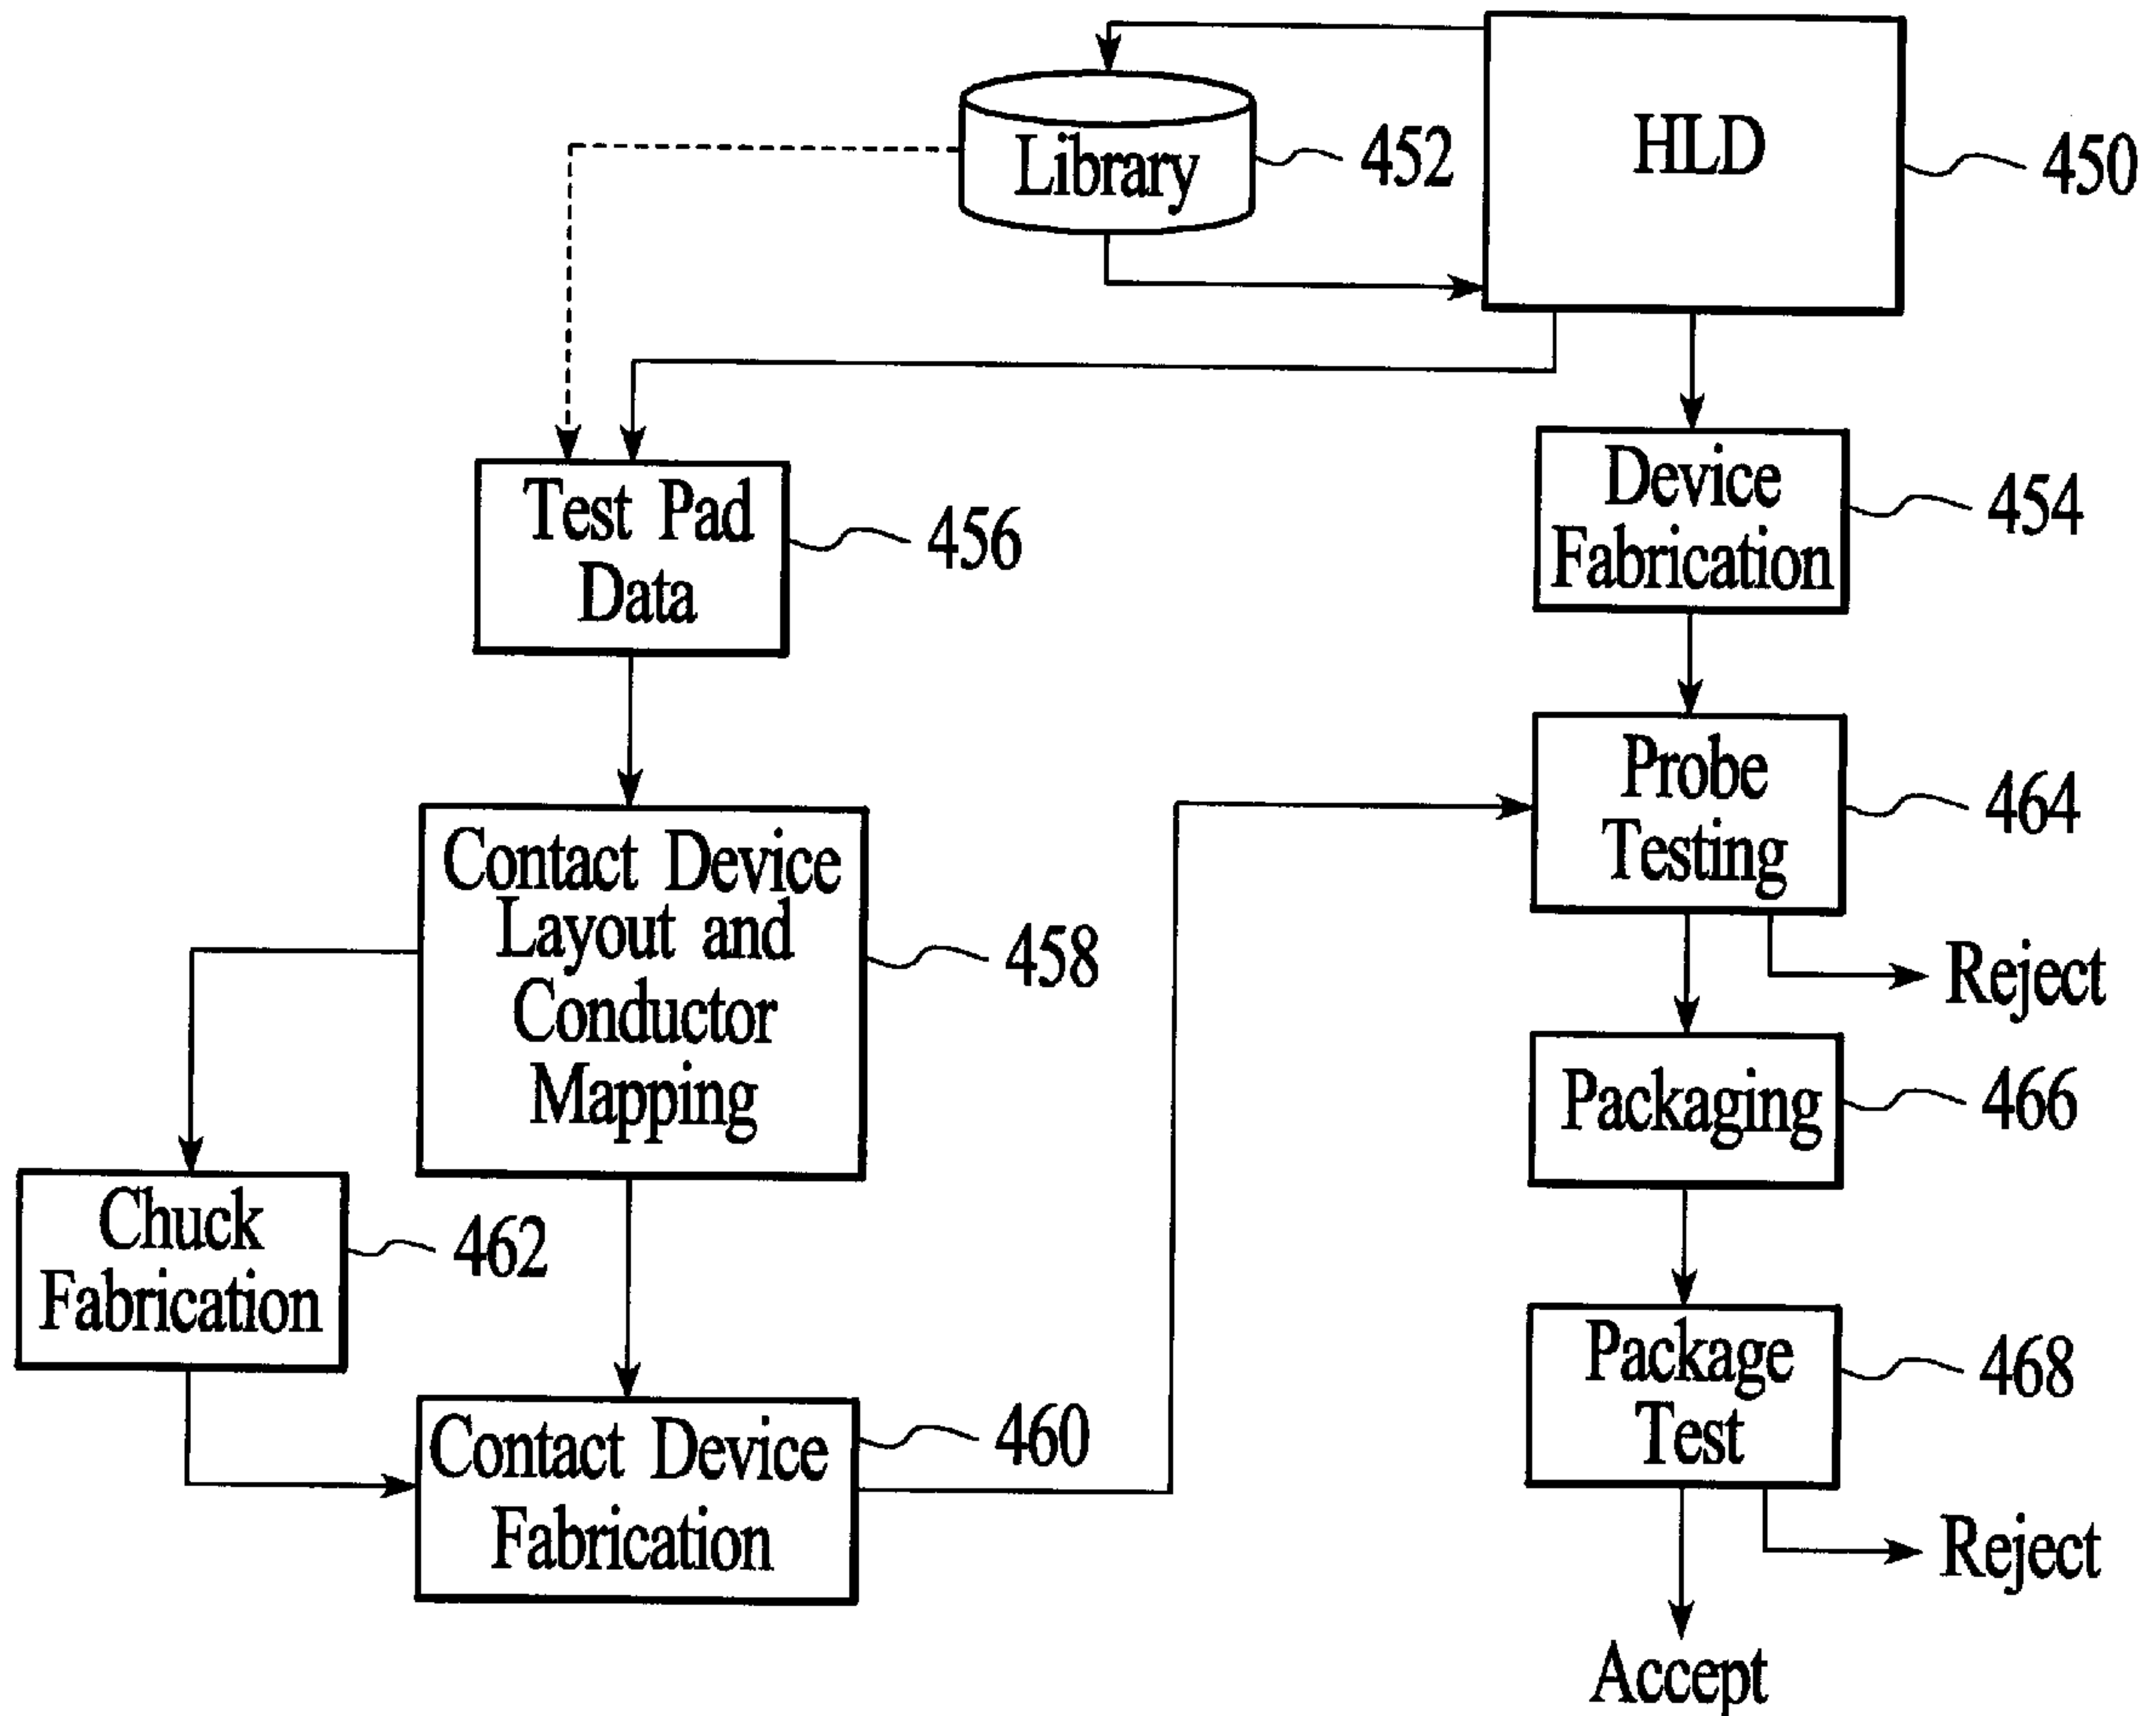 HLD
450
Library
452
Device
Fabrication
454
Test Pad
Data
456
Probe
Testing
464
Reject
Contact Device
Layout and
Conductor
Mapping
458
Packaging
466
Chuck
Fabrication
462
Package
Test
468
Reject
Contact Device
Fabrication
460
Accept